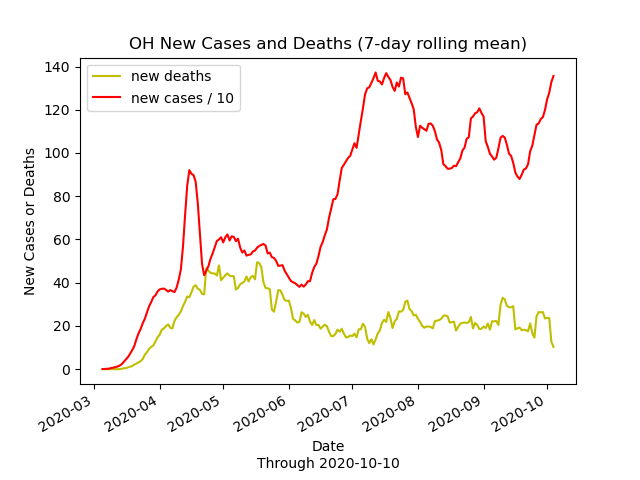 OH New Cases and Deaths (7-day rolling mean)
new deaths
new cases / 10
140
120
100
80
60
40
20
0
New Cases or Deaths
2020-03
2020-04
2020-05
2020-06
2020-07
2020-08
2020-09
2020-10
Date
Through 2020-10-10